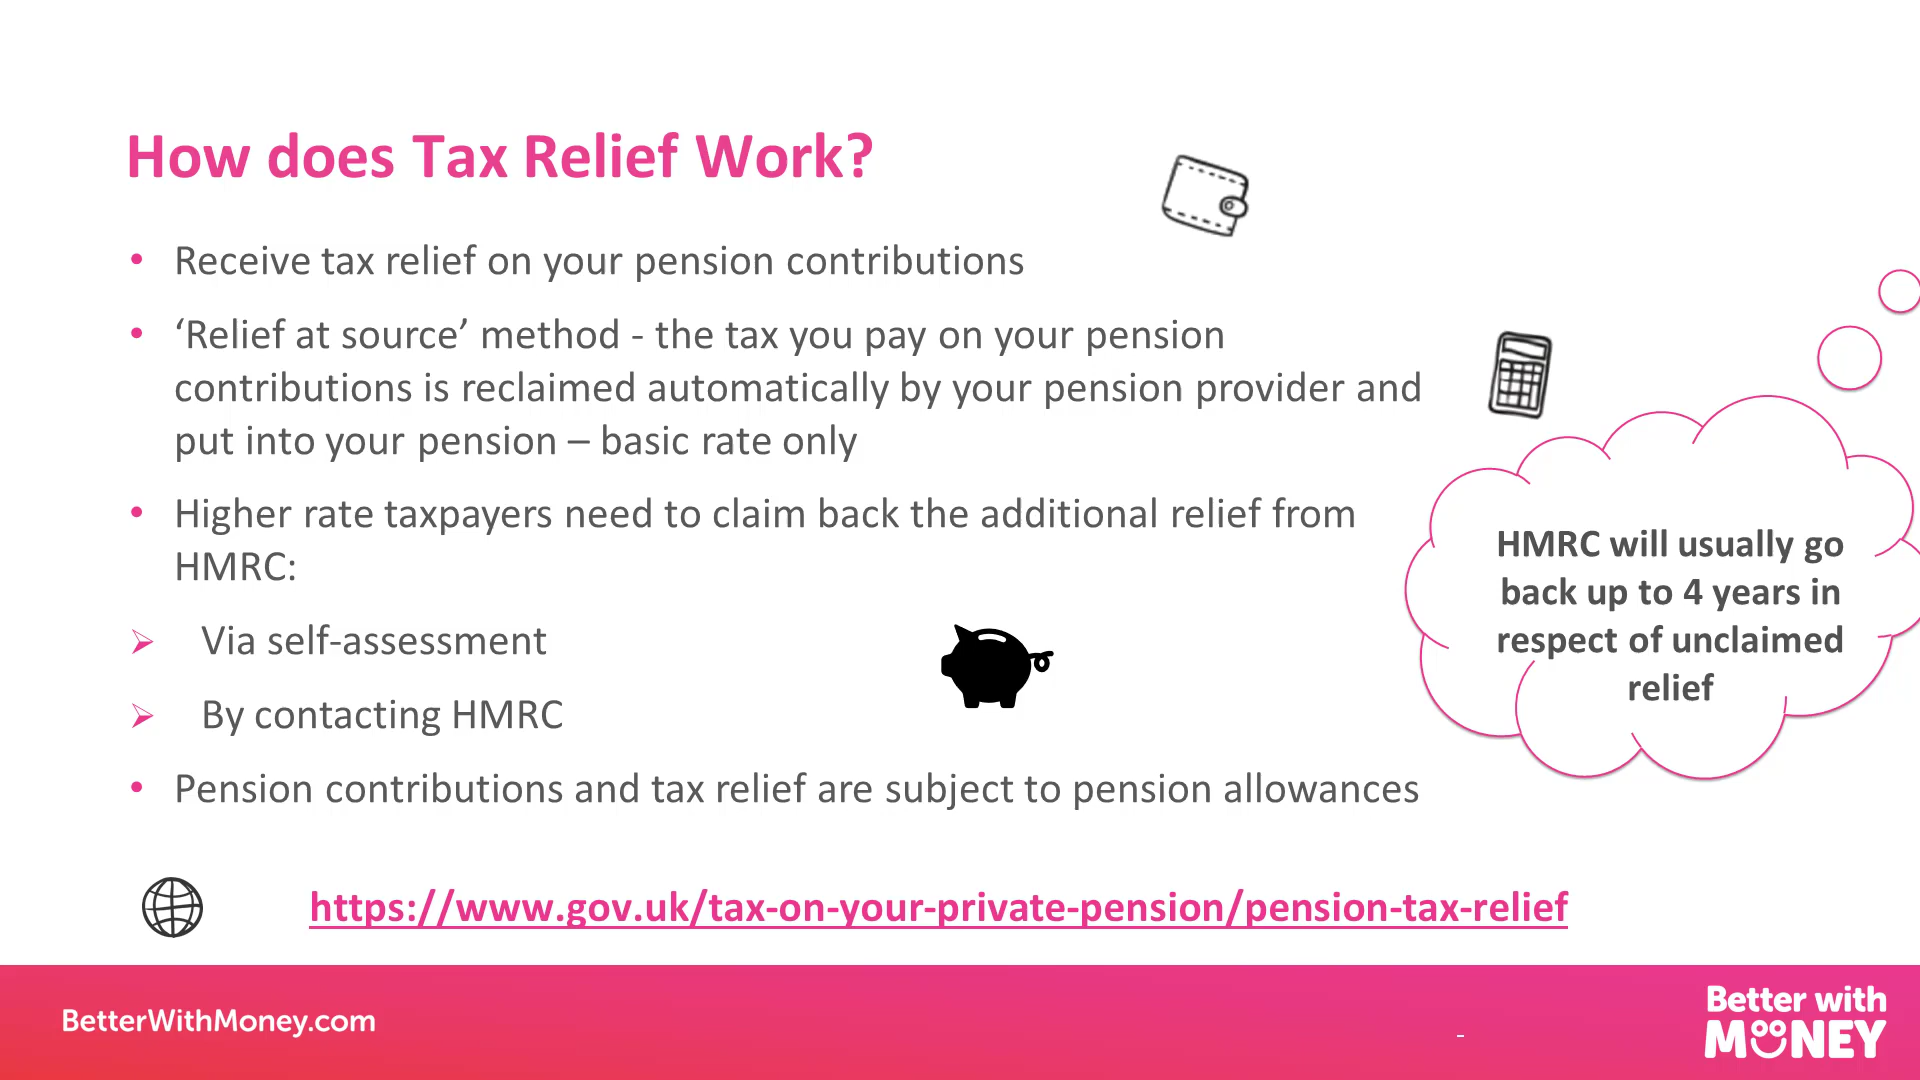 How does Tax Relief Work?
• Receive tax relief on your pension contributions
• ‘Relief at source’ method - the tax you pay on your pension
contributions is reclaimed automatically by your pension provider and
put into your pension – basic rate only
• Higher rate taxpayers need to claim back the additional relief from
HMRC:
➢ Via self-assessment
➢ By contacting HMRC
• Pension contributions and tax relief are subject to pension allowances
HMRC will usually go
back up to 4 years in
respect of unclaimed
relief
https://www.gov.uk/tax-on-your-private-pension/pension-tax-relief
BetterWithMoney.com
-
Better with
MONEY